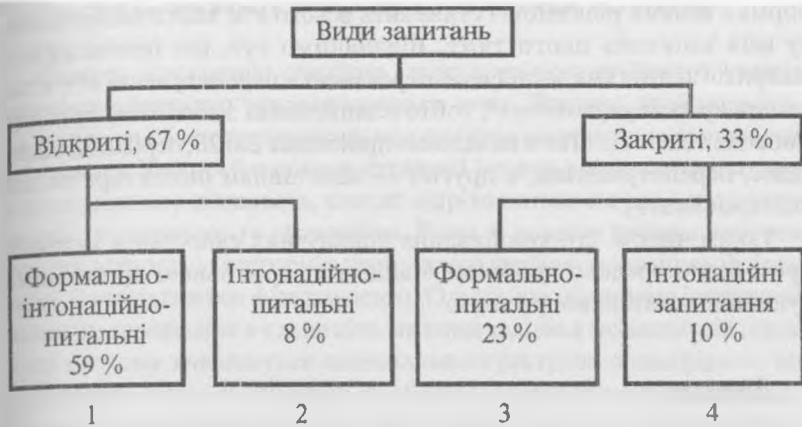 Види запитань
Відкриті, 67 %
Закриті, 33 %
Формально-
інтонаційно-
питальні
59 %
Інтонаційно-
питальні
8 %
Формально-
питальні
23 %
Інтонаційні
запитання
10 %
1
2
3
4